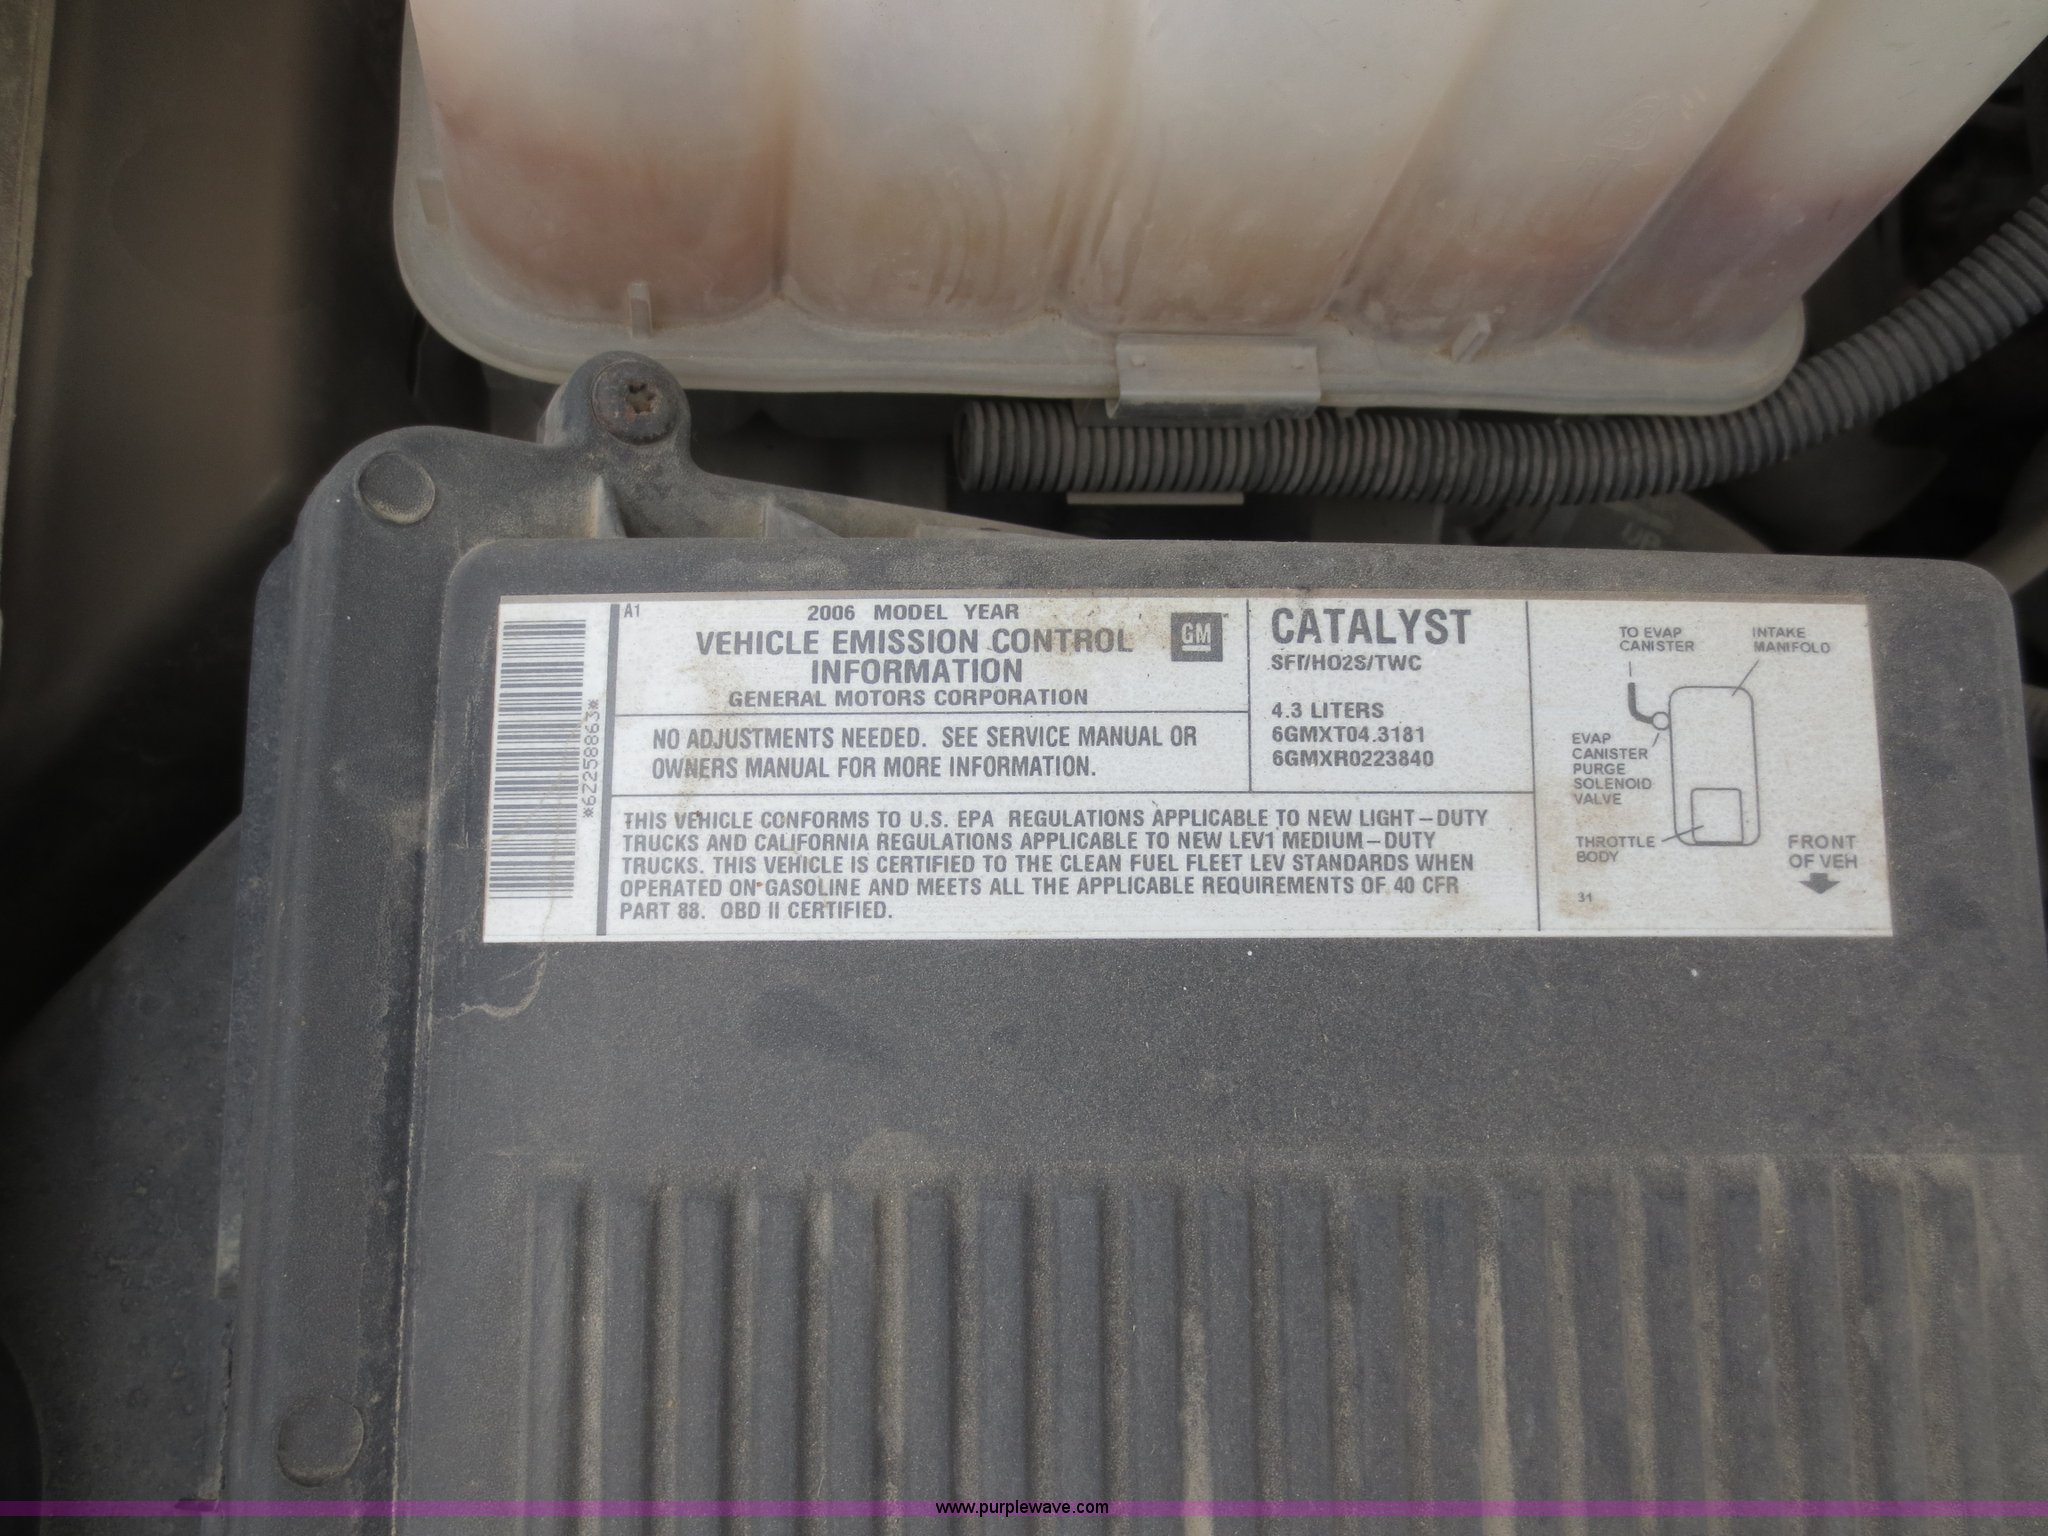 A1
2006 MODEL YEAR
VEHICLE EMISSION CONTROL
INFORMATION
GENERAL MOTORS CORPORATION
GM
*6Z258863*
NO ADJUSTMENTS NEEDED. SEE SERVICE MANUAL OR
OWNERS MANUAL FOR MORE INFORMATION.
CATALYST
SFI/HO2S/TWC
4.3 LITERS
6GMXT04.3181
6GMXR0223840
THIS VEHICLE CONFORMS TO U.S. EPA REGULATIONS APPLICABLE TO NEW LIGHT-DUTY
TRUCKS AND CALIFORNIA REGULATIONS APPLICABLE TO NEW LEV1 MEDIUM-DUTY
TRUCKS. THIS VEHICLE IS CERTIFIED TO THE CLEAN FUEL FLEET LEV STANDARDS WHEN
OPERATED ON GASOLINE AND MEETS ALL THE APPLICABLE REQUIREMENTS OF 40 CFR
PART 88. OBD II CERTIFIED.
TO EVAP
CANISTER
INTAKE
MANIFOLD
EVAP
CANISTER
PURGE
SOLENOID
VALVE
THROTTLE
BODY
FRONT
OF VEH
31
www.purplewave.com